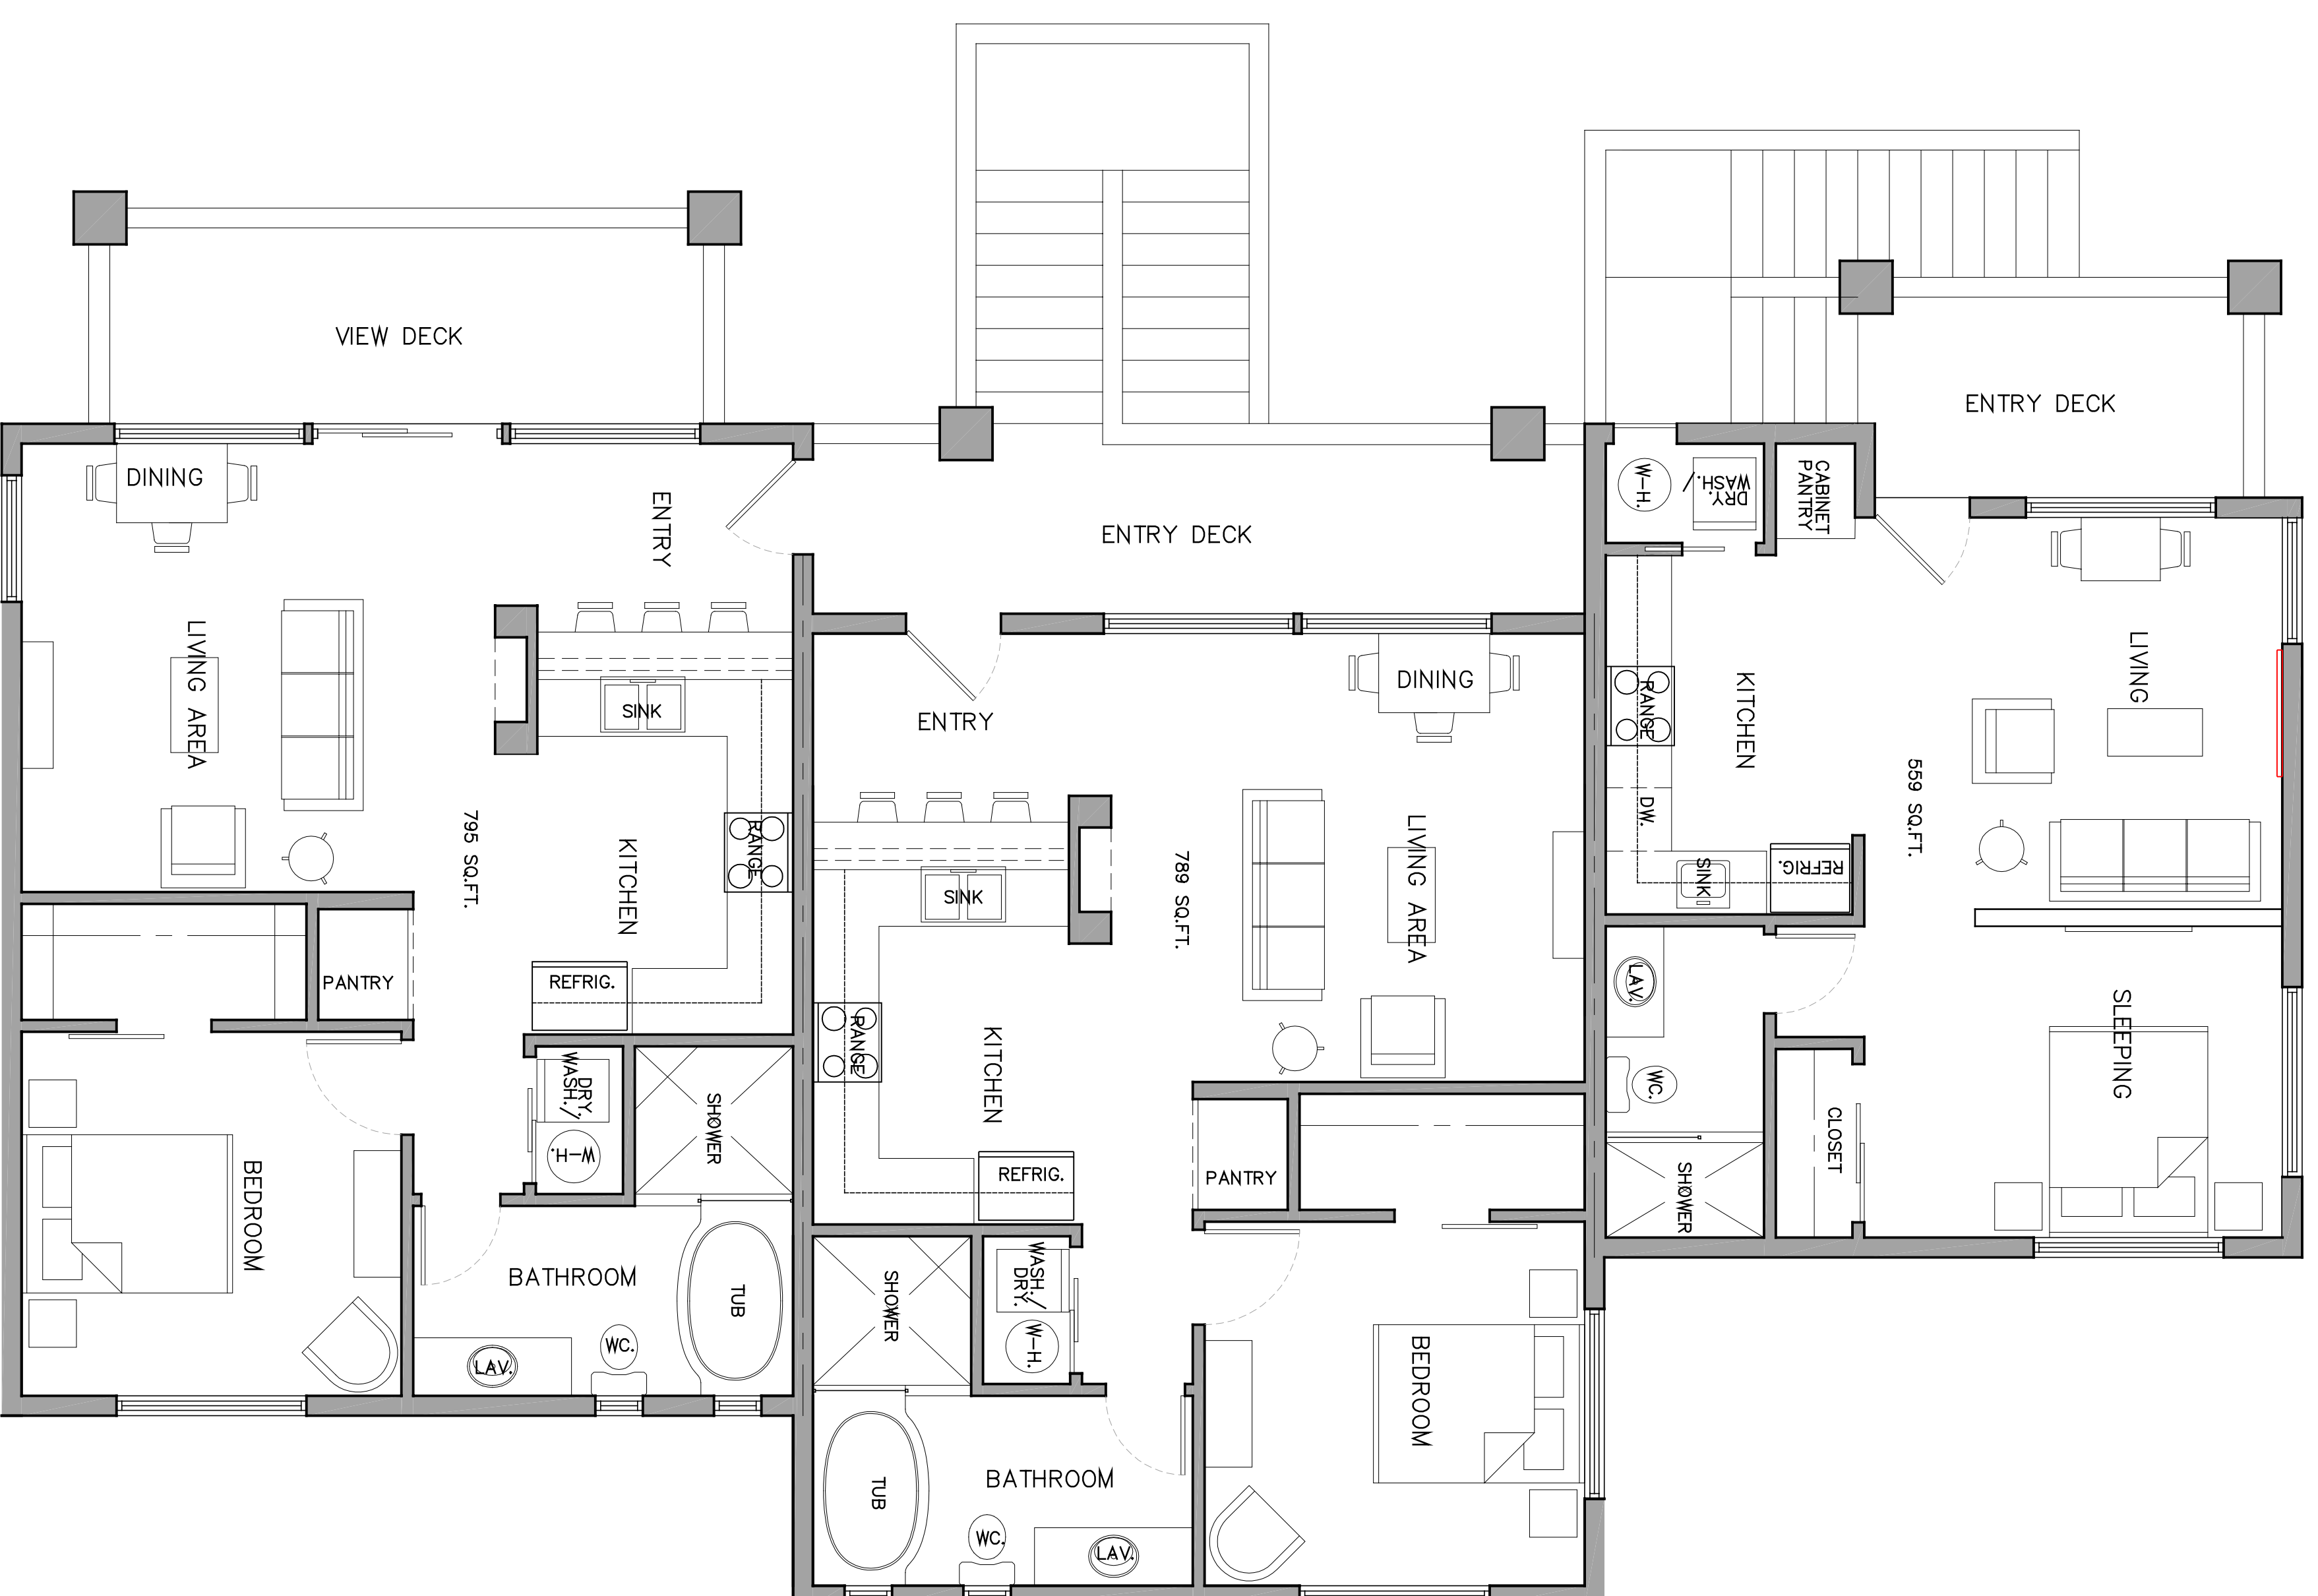 VIEW DECK
DINING
ENTRY
LIVING AREA
SINK
795 SQ.FT.
KITCHEN
RANGE
PANTRY
REFRIG.
WASH./
DRY.
W-H.
SHOWER
BEDROOM
BATHROOM
TUB
LAV.
WC.
ENTRY DECK
ENTRY
DINING
LIVING AREA
SINK
789 SQ.FT.
KITCHEN
RANGE
REFRIG.
PANTRY
WASH./
DRY.
W-H.
SHOWER
BEDROOM
BATHROOM
TUB
WC.
LAV.
ENTRY DECK
W-H.
WASH./
DRY.
CABINET
PANTRY
KITCHEN
RANGE
LIVING
DW.
559 SQ.FT.
SINK
REFRIG.
LAV.
SLEEPING
WC.
CLOSET
SHOWER